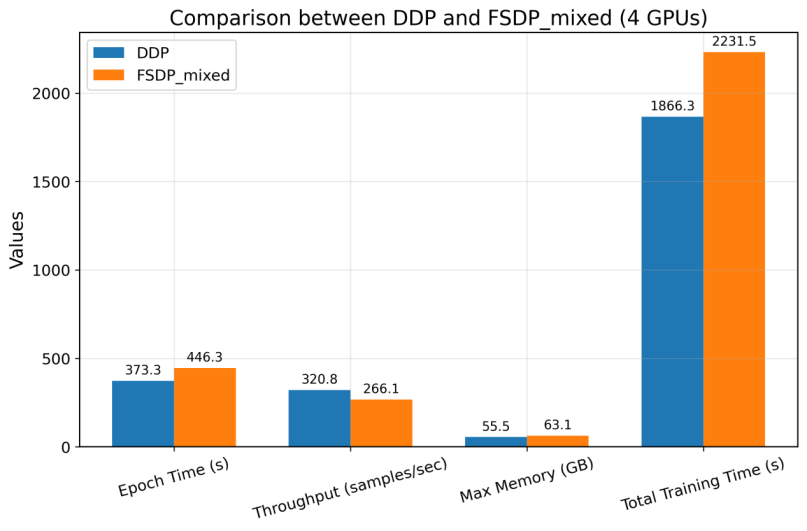 Comparison between DDP and FSDP_mixed (4 GPUs)
DDP
FSDP_mixed
Values
2000
1500
1000
500
0
373.3
446.3
320.8
266.1
55.5
63.1
1866.3
2231.5
Epoch Time (s)
Throughput (samples/sec)
Max Memory (GB)
Total Training Time (s)